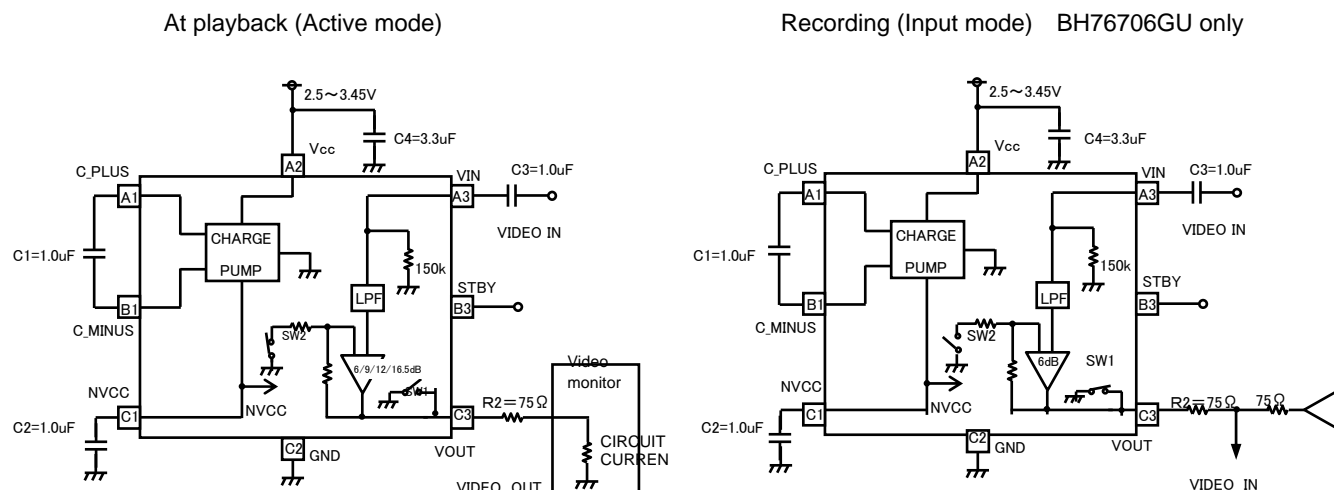 At playback (Active mode)
2.5～3.45V
C4=3.3uF
Vcc
A2
C_PLUS
A1
VIN
C3=1.0uF
A3
VIDEO IN
CHARGE
PUMP
C1=1.0uF
150k
LPF
STBY
B3
B1
C_MINUS
SW2
6/9/12/16.5dB
SW1
Video
monitor
NVCC
C1
NVCC
C3
R2=75Ω
C2=1.0uF
C2
GND
VOUT
CIRCUIT
CURREN
VIDEO OUT
Recording (Input mode) BH76706GU only
2.5～3.45V
C4=3.3uF
Vcc
A2
C_PLUS
A1
VIN
C3=1.0uF
A3
VIDEO IN
CHARGE
PUMP
C1=1.0uF
150k
LPF
STBY
B3
B1
C_MINUS
SW2
6dB
SW1
NVCC
C1
NVCC
C3
R2=75Ω
75Ω
C2=1.0uF
C2
GND
VOUT
VIDEO IN